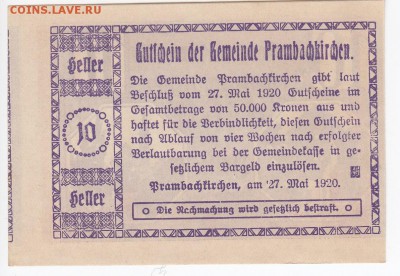 COINS.LAVE.RU
Gutschein der Gemeinde Prambachkirchen.
Heller
10
Heller
Die Gemeinde Prambachkirchen gibt laut
Beschluß vom 27. Mai 1920 Gutscheine im
Gesamtbetrage von 50.000 Kronen aus und
haftet für die Verbindlichkeit, diesen Gutschein
nach Ablauf von vier Wochen nach erfolgter
Verlautbarung bei der Gemeindekasse in ge-
setzlichem Bargeld einzulösen.
Prambachkirchen, am 27. Mai 1920.
Die Nachmachung wird gesetzlich bestraft.